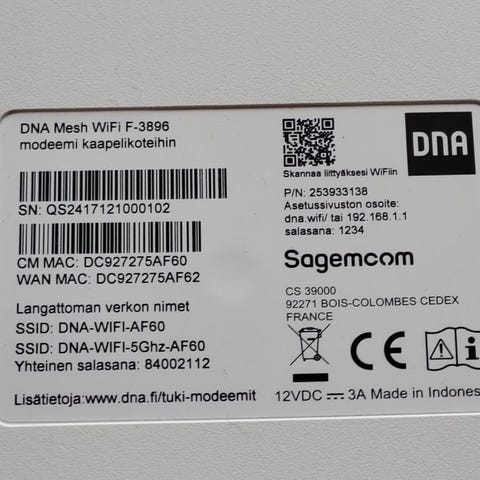 DNA Mesh WiFi F-3896
modeemi kaapelikoteihin
SN: QS2417121000102
CM MAC: DC927275AF60
WAN MAC: DC927275AF62
Langattoman verkon nimet
SSID: DNA-WIFI-AF60
SSID: DNA-WIFI-5Ghz-AF60
Yhteinen salasana: 84002112
Lisätietoja:www.dna.fi/tuki-modeemit
DNA
Skannaa liittyäksesi WiFiin
P/N: 253933138
Asetussivuston osoite:
dna.wifi/ tai 192.168.1.1
salasana: 1234
Sagemcom
CS 39000
92271 BOIS-COLOMBES CEDEX
FRANCE
CE
12VDC ⎓ 3A Made in Indones